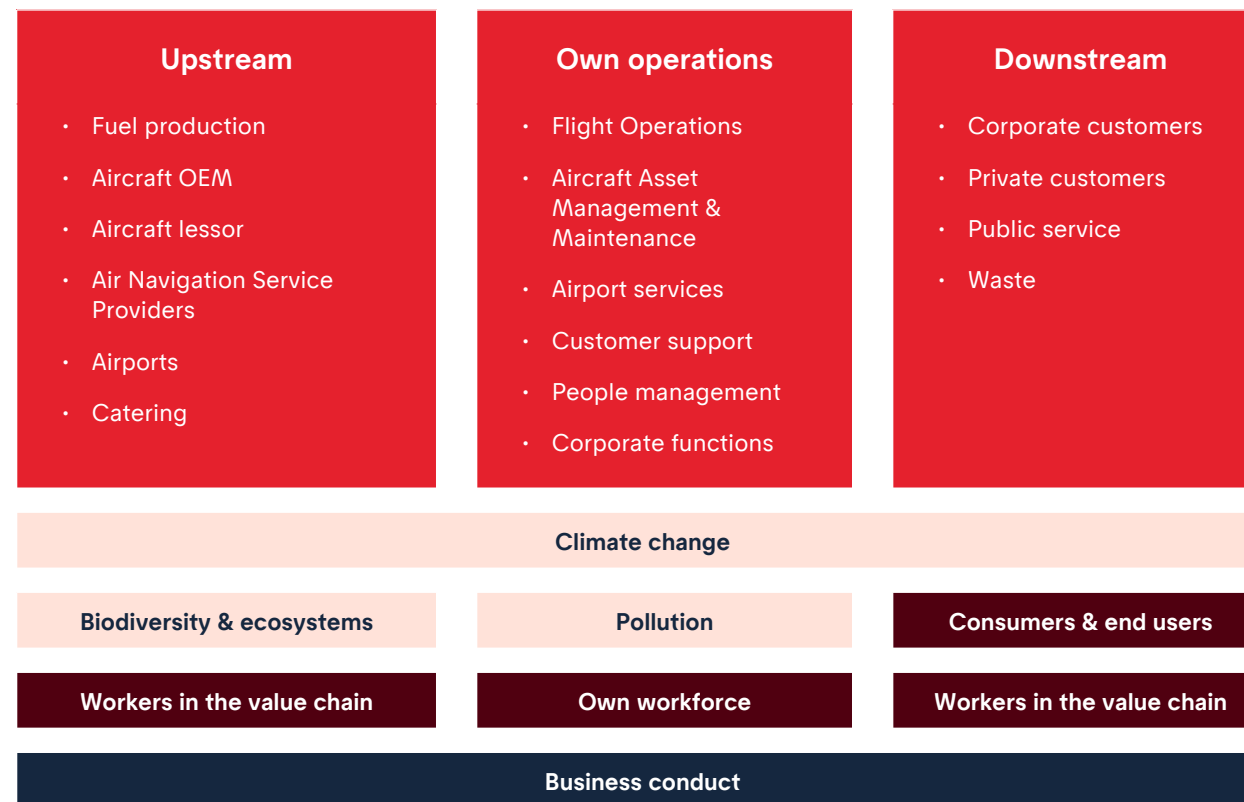 Upstream
• Fuel production
• Aircraft OEM
• Aircraft lessor
• Air Navigation Service
Providers
• Airports
• Catering
Own operations
• Flight Operations
• Aircraft Asset
Management &
Maintenance
• Airport services
• Customer support
• People management
• Corporate functions
Downstream
• Corporate customers
• Private customers
• Public service
• Waste
Climate change
Biodiversity & ecosystems
Pollution
Consumers & end users
Workers in the value chain
Own workforce
Workers in the value chain
Business conduct